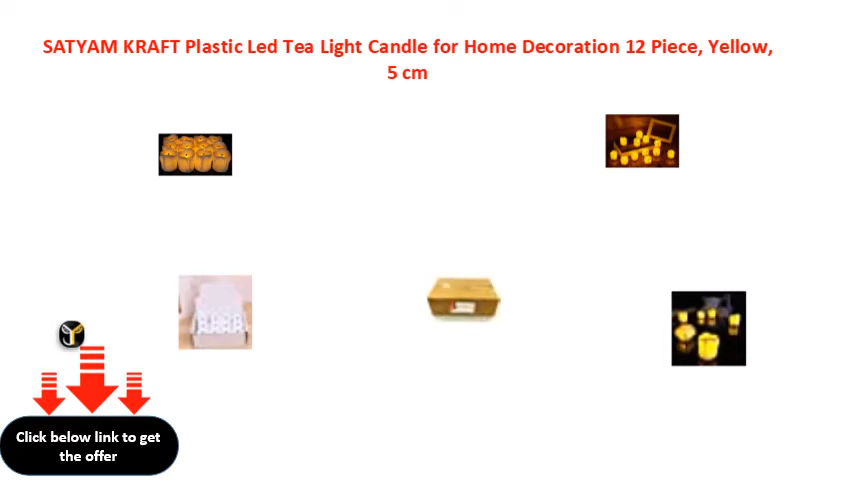 SATYAM KRAFT Plastic Led Tea Light Candle for Home Decoration 12 Piece, Yellow,
5 cm
Click below link to get
the offer